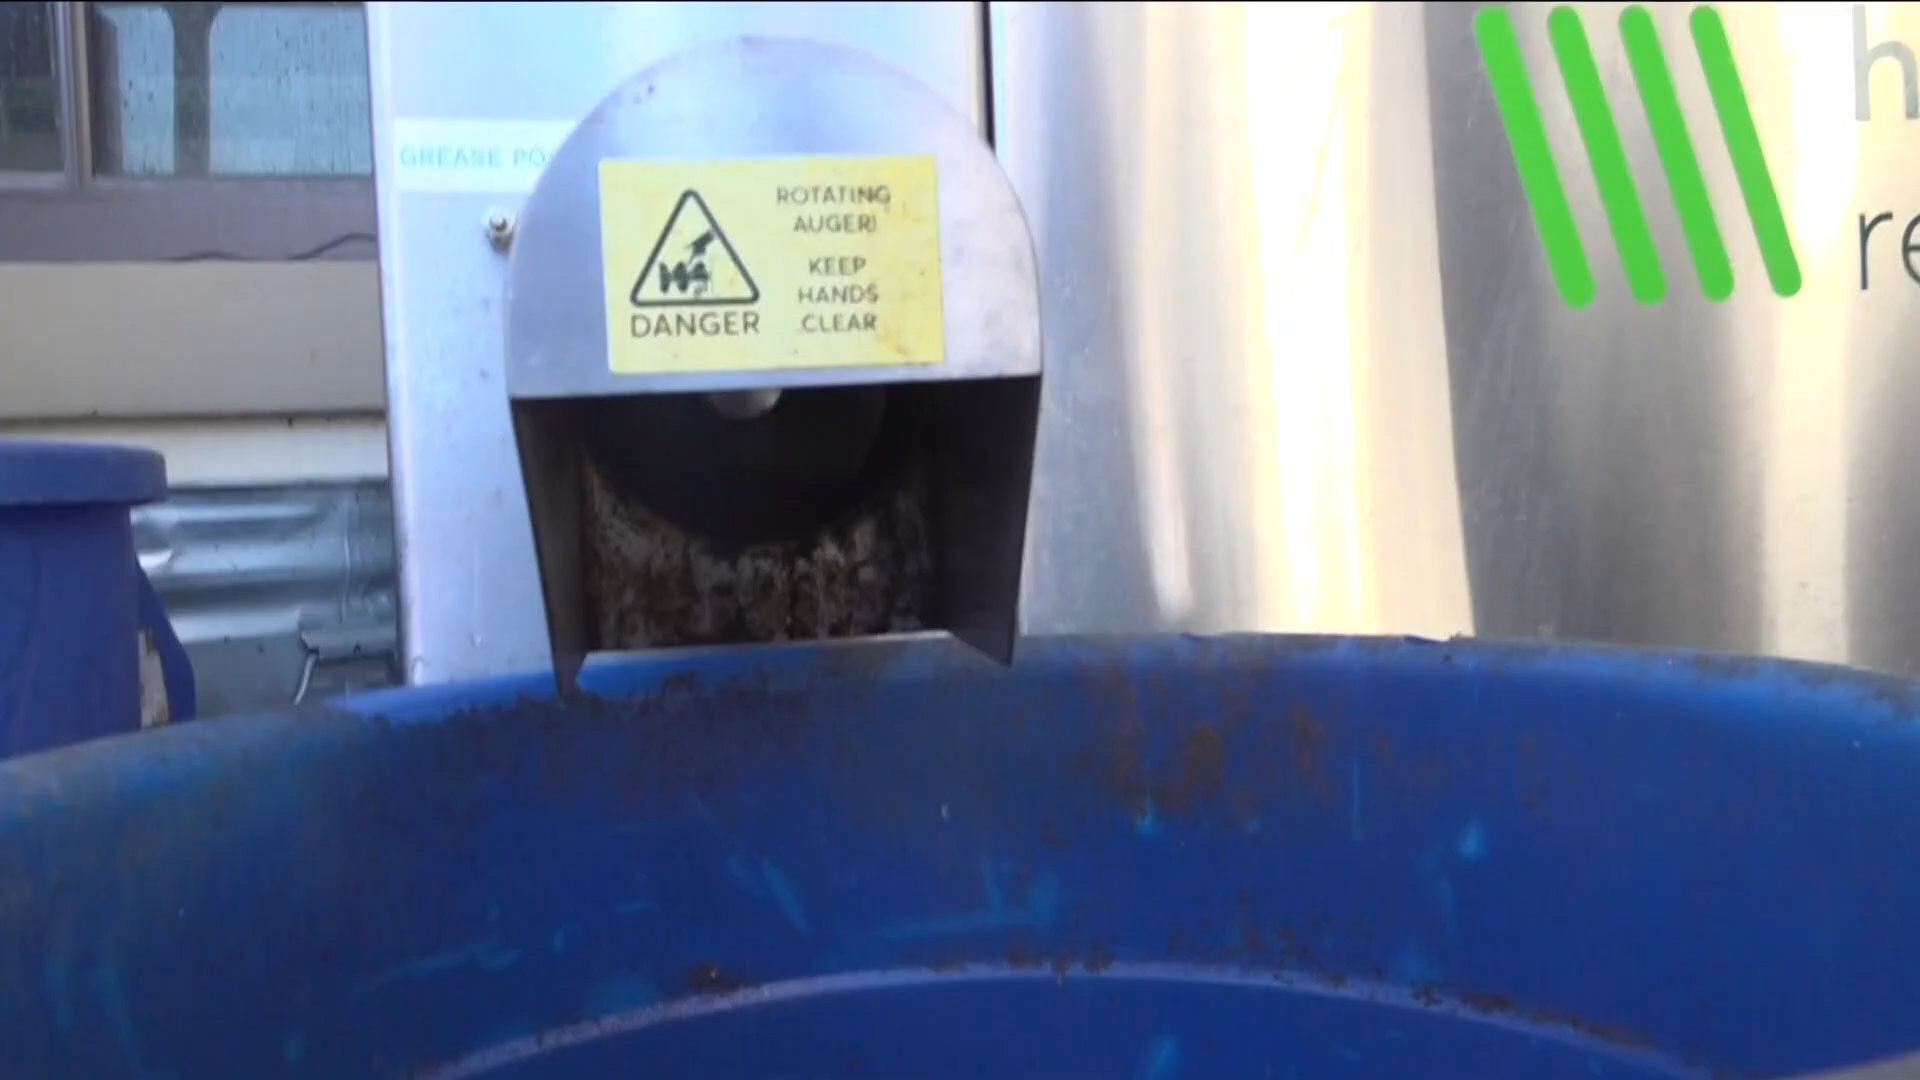 GREASE PO
ROTATING
AUGER!
KEEP
HANDS
CLEAR
DANGER
h
re